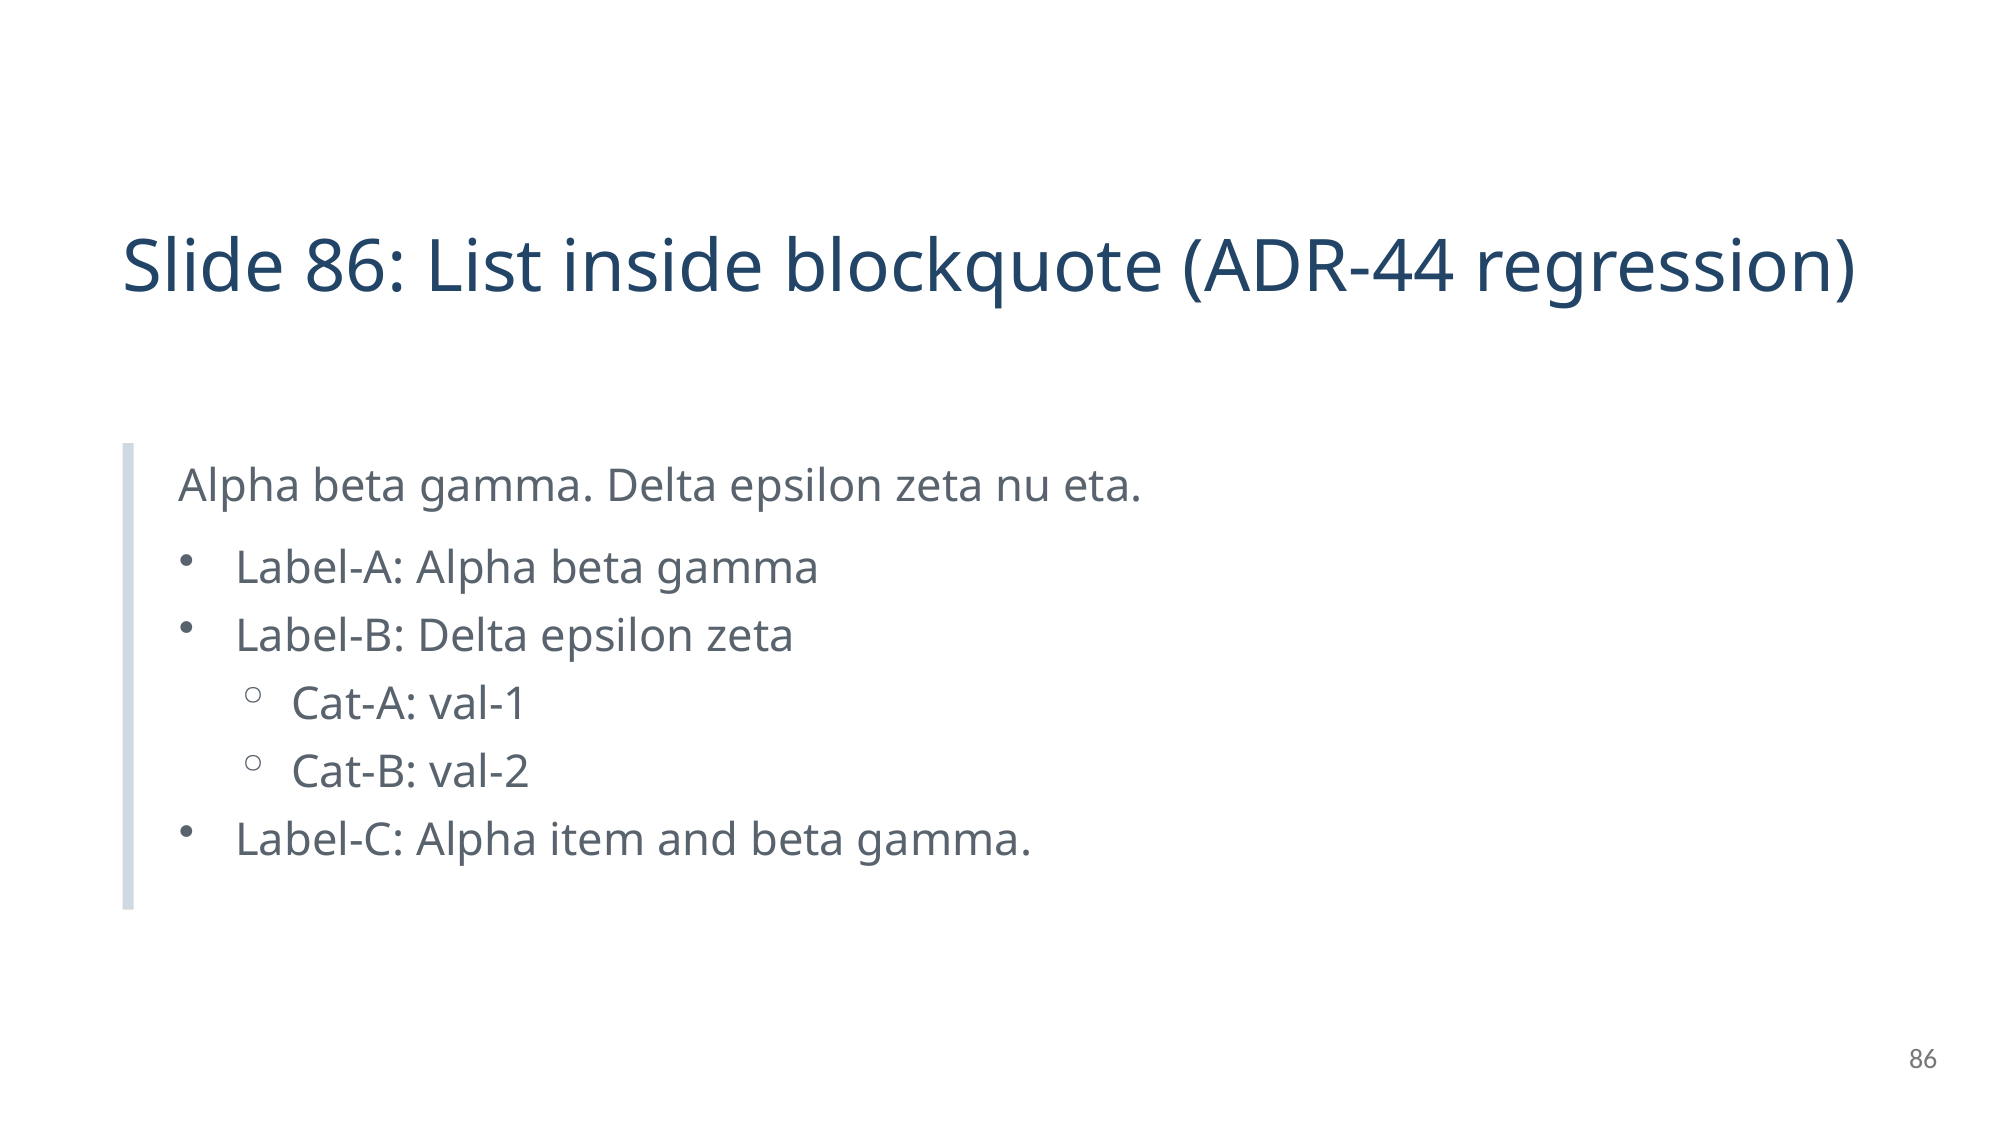 Slide 86: List inside blockquote (ADR-44 regression)
Alpha beta gamma. Delta epsilon zeta nu eta.
• Label-A: Alpha beta gamma
• Label-B: Delta epsilon zeta
○ Cat-A: val-1
○ Cat-B: val-2
• Label-C: Alpha item and beta gamma.
86